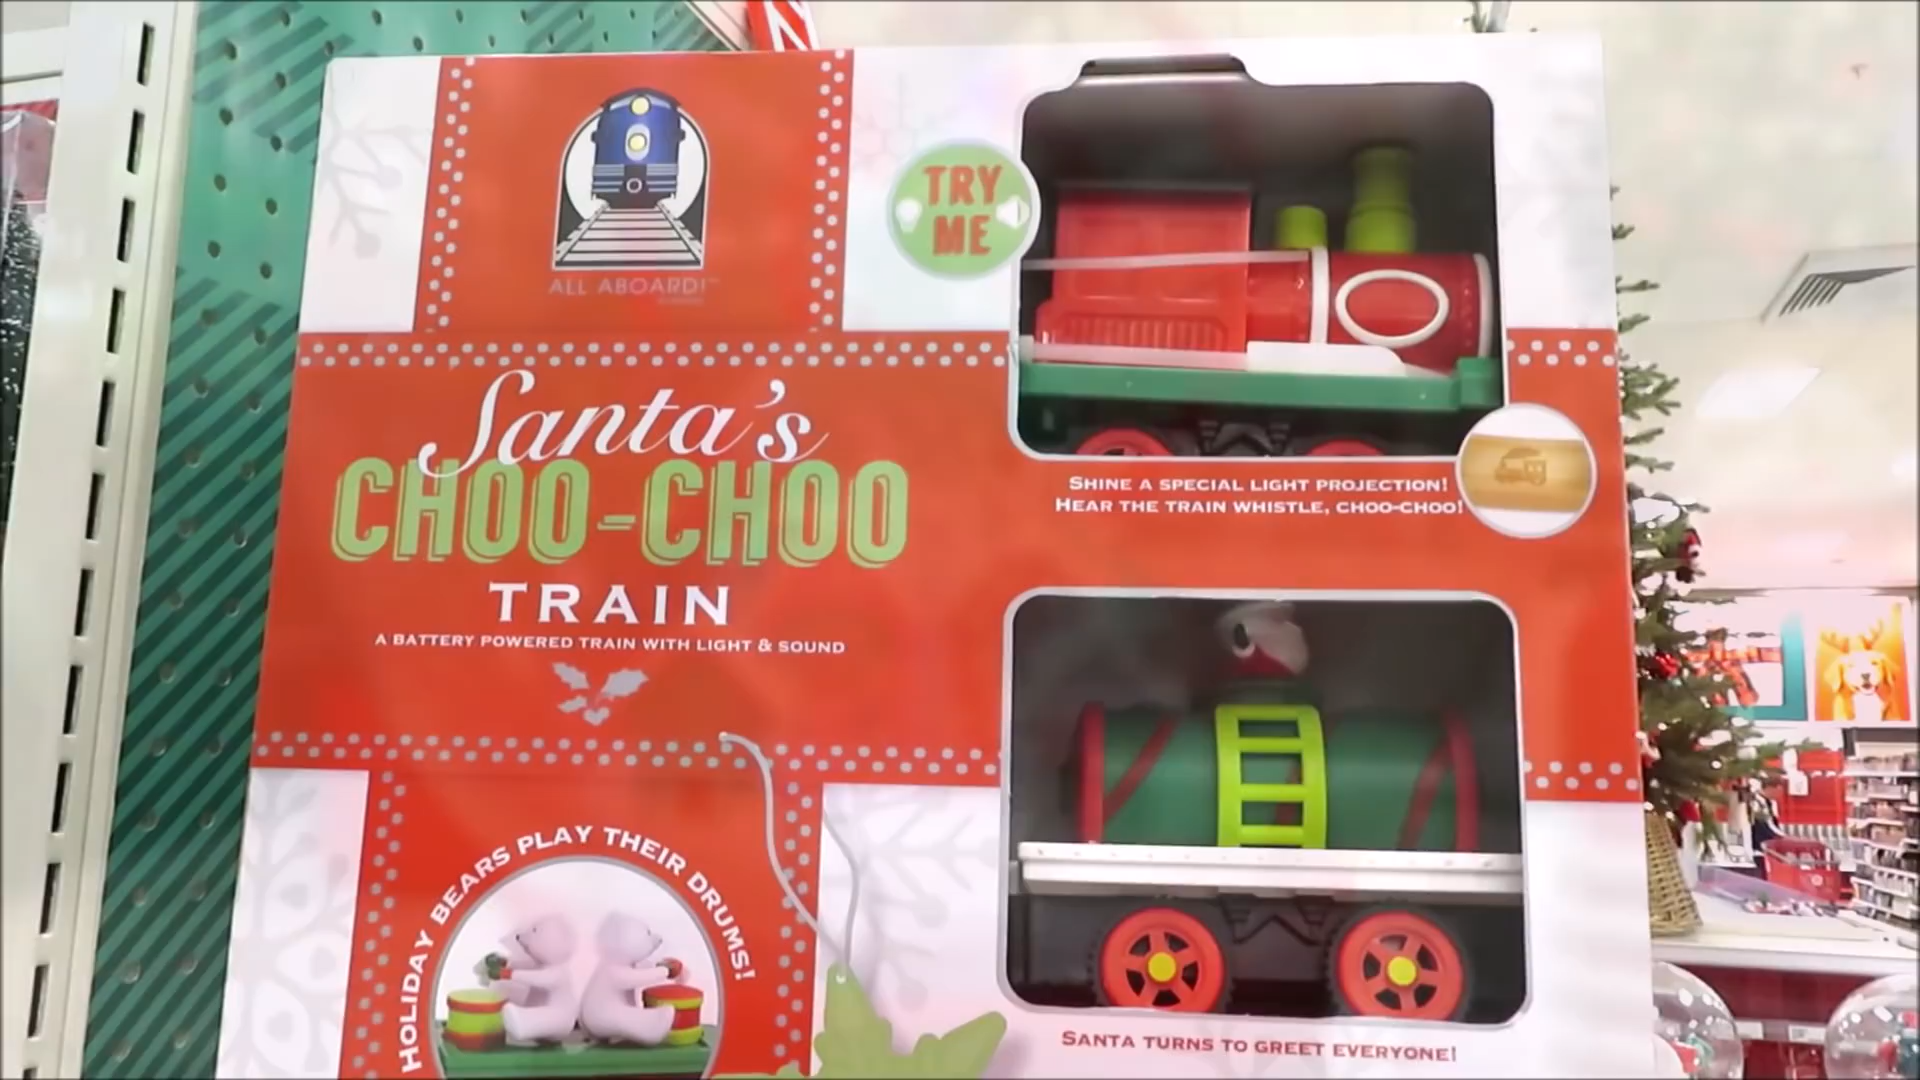 ALL ABOARD!
TRY
ME
Santa's
CHOO-CHOO
TRAIN
A BATTERY POWERED TRAIN WITH LIGHT & SOUND
SHINE A SPECIAL LIGHT PROJECTION!
HEAR THE TRAIN WHISTLE, CHOO-CHOO!
HOLIDAY BEARS PLAY THEIR DRUMS!
SANTA TURNS TO GREET EVERYONE!